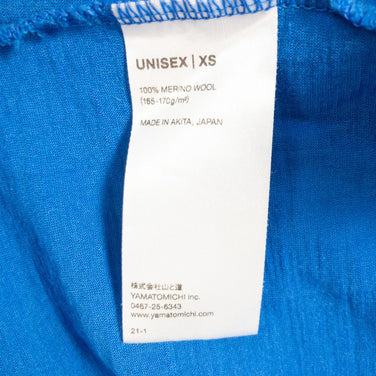 UNISEX | XS
100% MERINO WOOL
(165-170g/m²)
MADE IN AKITA, JAPAN
株式会社山と道
YAMATOMICHI inc.
0467-25-6343
www.yamatomichi.com
21-1